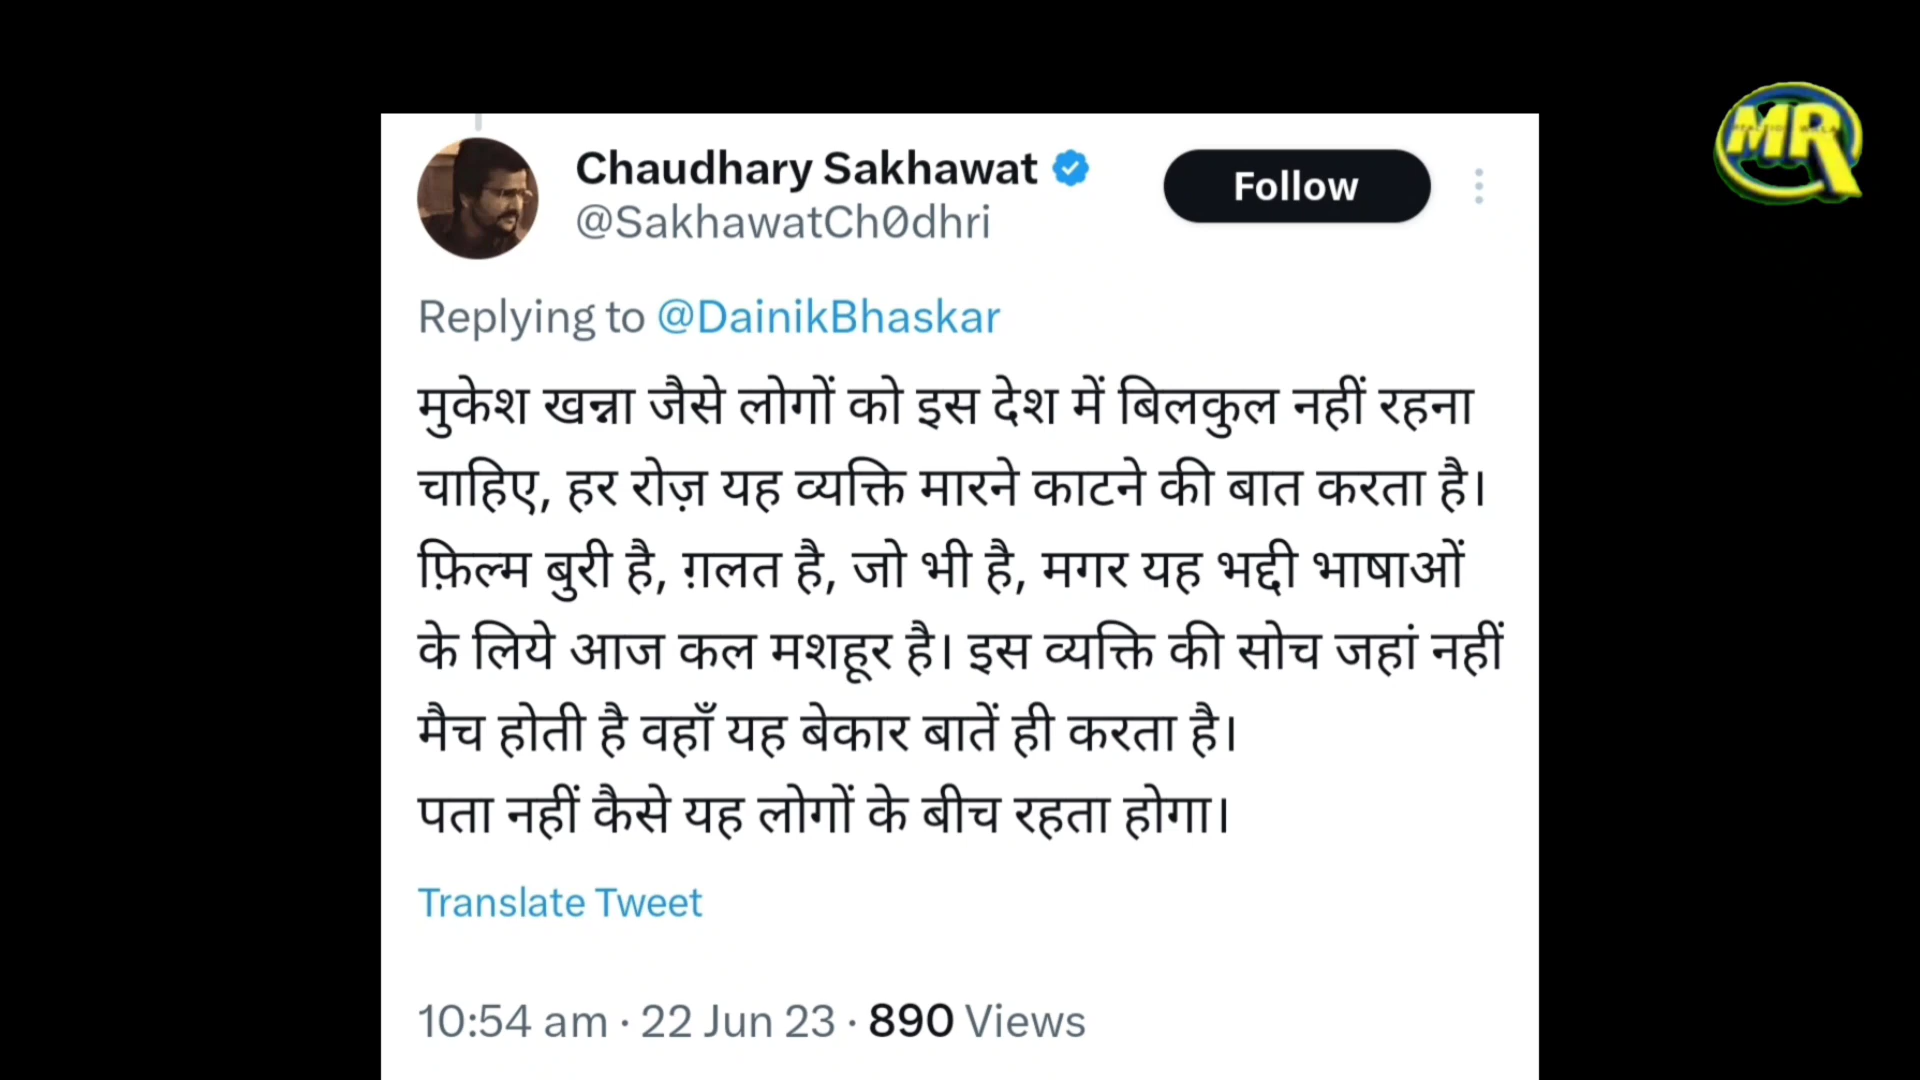 MR
Chaudhary Sakhawat
Follow
@SakhawatCh0dhri
Replying to @DainikBhaskar
मुकेश खन्ना जैसे लोगों को इस देश में बिलकुल नहीं रहना
चाहिए, हर रोज़ यह व्यक्ति मारने काटने की बात करता है।
फ़िल्म बुरी है, ग़लत है, जो भी है, मगर यह भद्दी भाषाओं
के लिये आज कल मशहूर है। इस व्यक्ति की सोच जहां नहीं
मैच होती है वहाँ यह बेकार बातें ही करता है।
पता नहीं कैसे यह लोगों के बीच रहता होगा।
Translate Tweet
10:54 am · 22 Jun 23 · 890 Views